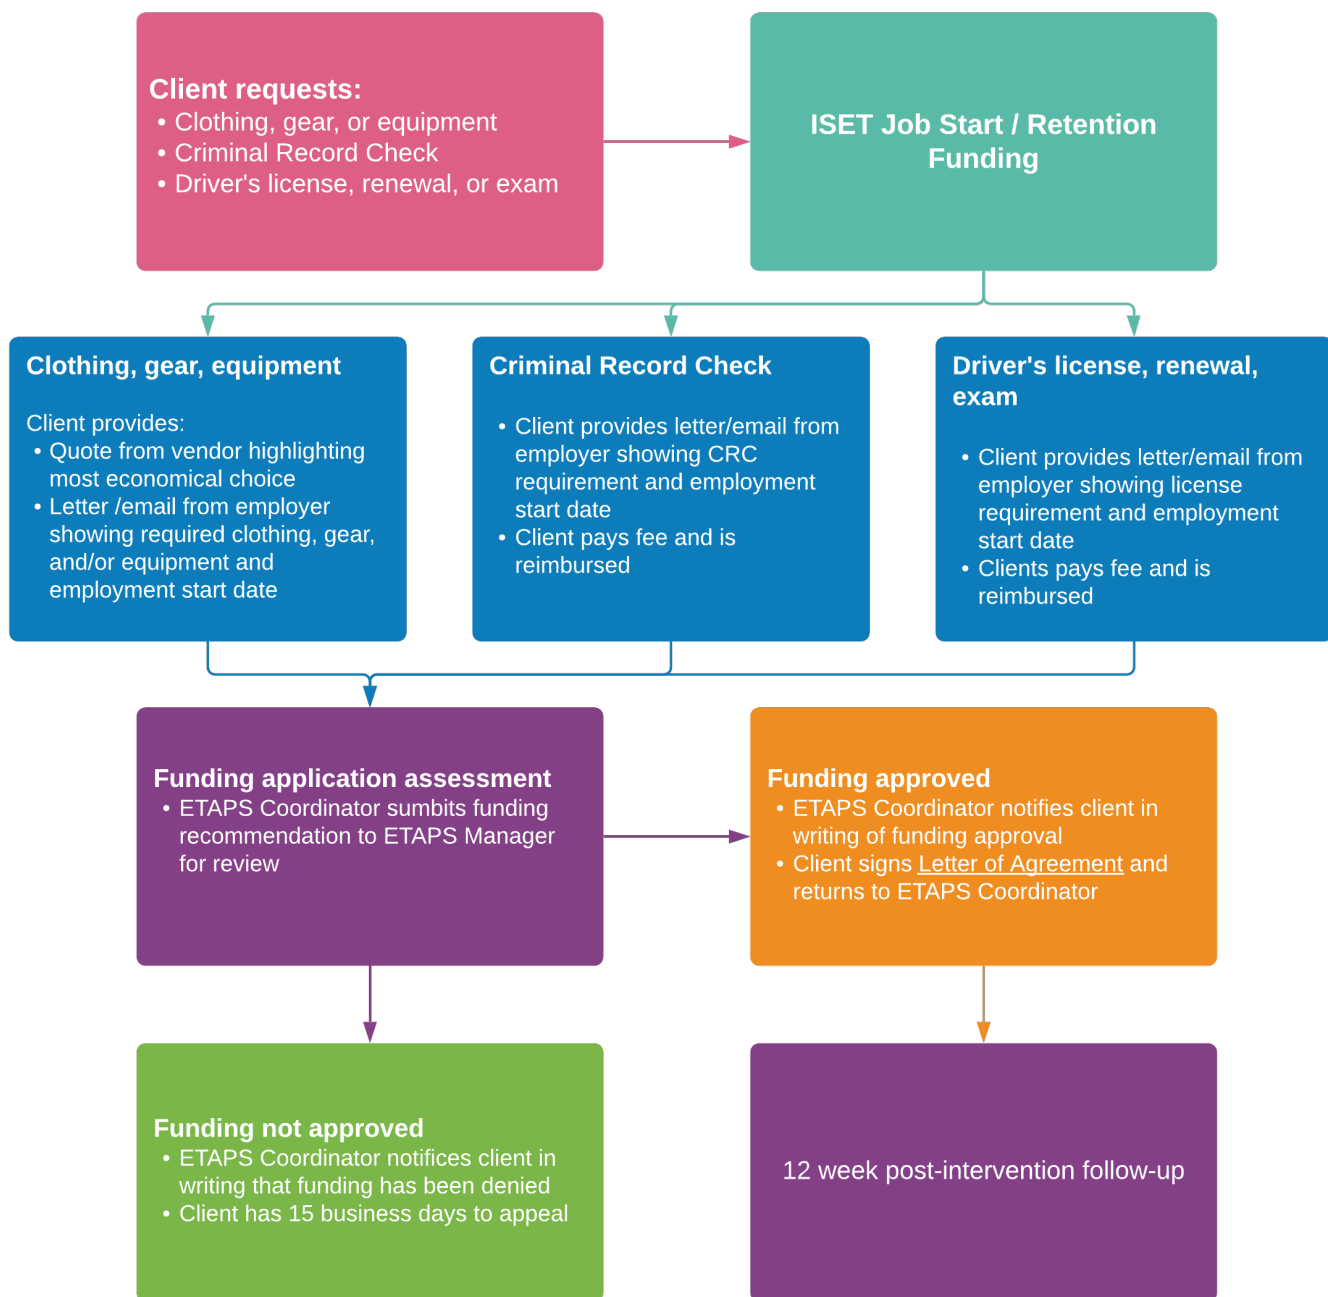 Client requests:
• Clothing, gear, or equipment
• Criminal Record Check
• Driver's license, renewal, or exam
ISET Job Start / Retention
Funding
Clothing, gear, equipment
Client provides:
• Quote from vendor highlighting
most economical choice
• Letter /email from employer
showing required clothing, gear,
and/or equipment and
employment start date
Criminal Record Check
• Client provides letter/email from
employer showing CRC
requirement and employment
start date
• Client pays fee and is
reimbursed
Driver's license, renewal,
exam
• Client provides letter/email from
employer showing license
requirement and employment
start date
• Clients pays fee and is
reimbursed
Funding application assessment
• ETAPS Coordinator sumbits funding
recommendation to ETAPS Manager
for review
Funding approved
• ETAPS Coordinator notifies client in
writing of funding approval
• Client signs Letter of Agreement and
returns to ETAPS Coordinator
Funding not approved
• ETAPS Coordinator notifices client in
writing that funding has been denied
• Client has 15 business days to appeal
12 week post-intervention follow-up